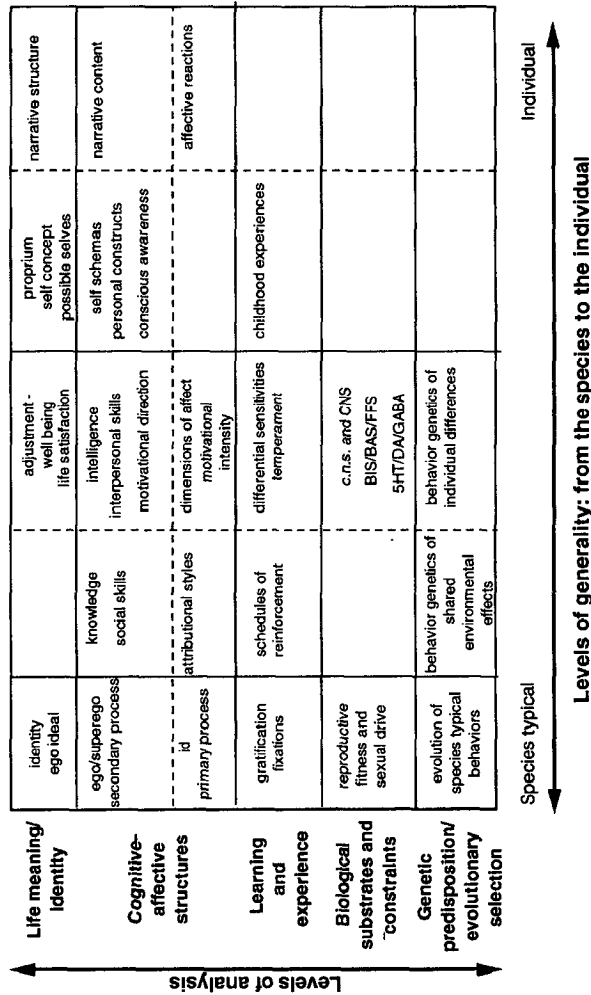 Levels of analysis
Life meaning/
Identity
identity
ego ideal
adjustment -
well being
life satisfaction
proprium
self concept
possible selves
narrative structure
Cognitive-
affective
structures
ego/superego
secondary process
knowledge
social skills
intelligence
interpersonal skills
motivational direction
self schemas
personal constructs
conscious awareness
narrative content
id
primary process
attributional styles
dimensions of affect
motivational
intensity
affective reactions
Learning
and
experience
gratification
fixations
schedules of
reinforcement
differential sensitivities
temperament
childhood experiences
Biological
substrates and
constraints
reproductive
fitness and
sexual drive
c.n.s. and CNS
BIS/BAS/FFS
5HT/DA/GABA
Genetic
predisposition/
evolutionary
selection
evolution of
species typical
behaviors
behavior genetics of
shared
environmental
effects
behavior genetics of
individual differences
Species typical
Individual
Levels of generality: from the species to the individual